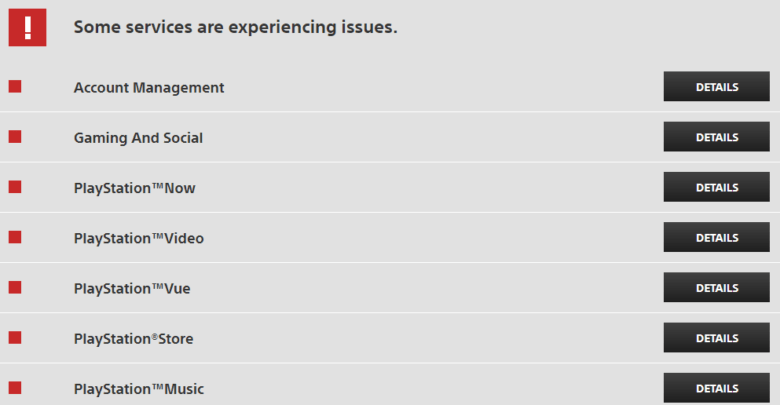 !
Some services are experiencing issues.
Account Management DETAILS
Gaming And Social DETAILS
PlayStation™Now DETAILS
PlayStation™Video DETAILS
PlayStation™Vue DETAILS
PlayStation®Store DETAILS
PlayStation™Music DETAILS